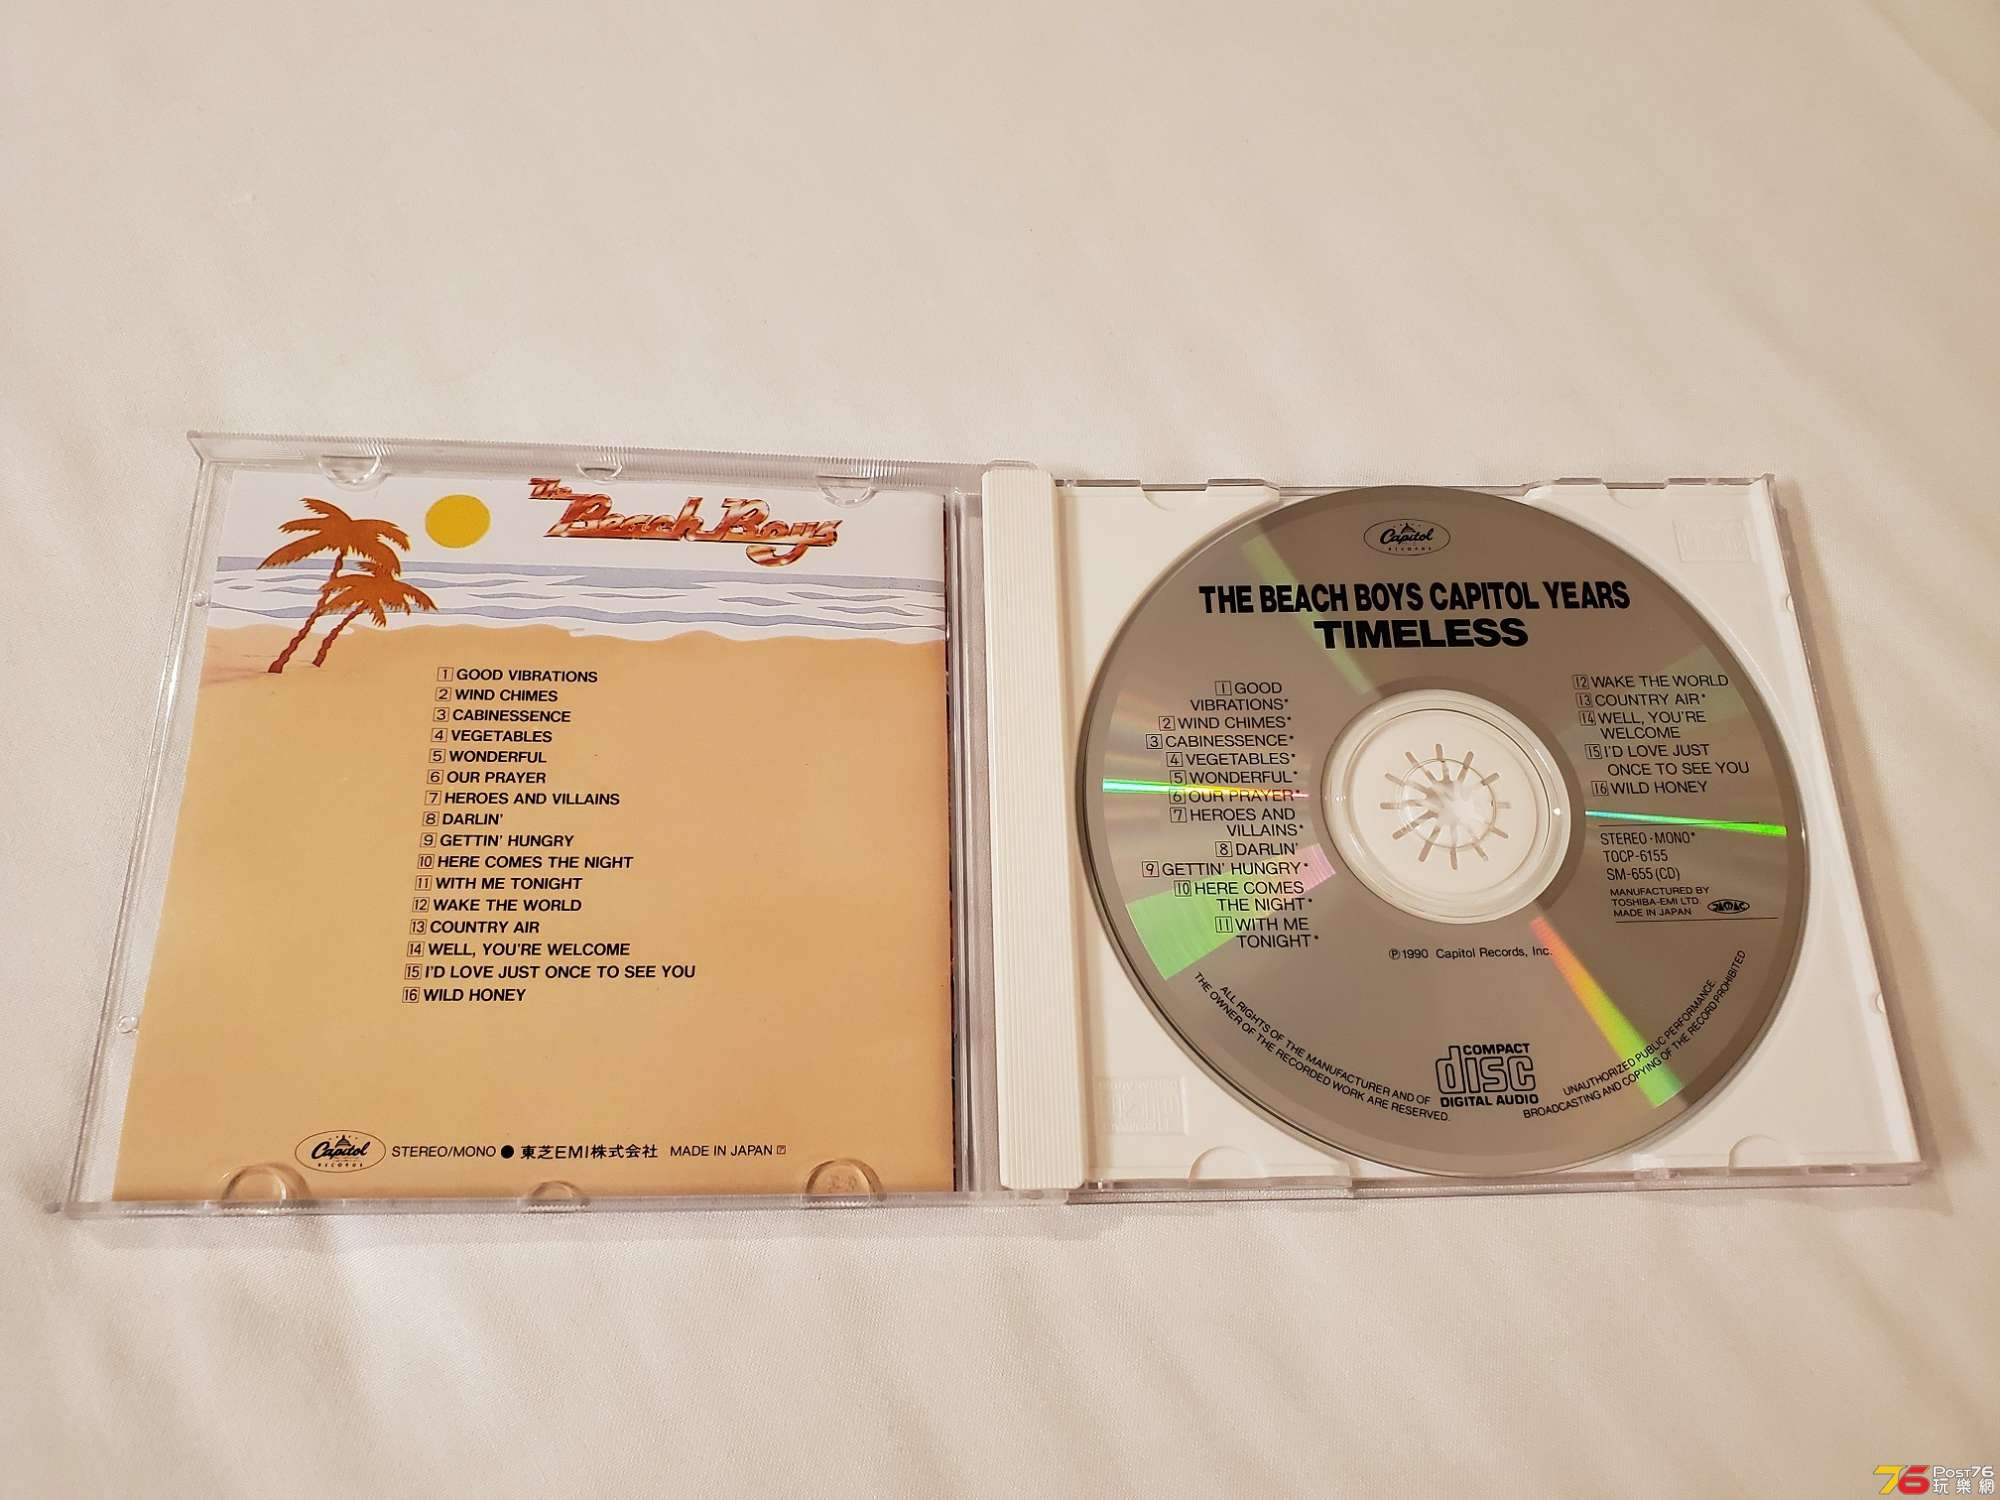 The
Beach Boys
1 GOOD VIBRATIONS
2 WIND CHIMES
3 CABINESSENCE
4 VEGETABLES
5 WONDERFUL
6 OUR PRAYER
7 HEROES AND VILLAINS
8 DARLIN'
9 GETTIN' HUNGRY
10 HERE COMES THE NIGHT
11 WITH ME TONIGHT
12 WAKE THE WORLD
13 COUNTRY AIR
14 WELL, YOU'RE WELCOME
15 I'D LOVE JUST ONCE TO SEE YOU
16 WILD HONEY
Capitol
RECORDS
STEREO/MONO ● 東芝EMI株式会社 MADE IN JAPAN
Capitol
RECORDS
THE BEACH BOYS CAPITOL YEARS
TIMELESS
1 GOOD
VIBRATIONS*
2 WIND CHIMES*
3 CABINESSENCE*
4 VEGETABLES*
5 WONDERFUL*
6 OUR PRAYER*
7 HEROES AND
VILLAINS*
8 DARLIN'
9 GETTIN' HUNGRY*
10 HERE COMES
THE NIGHT*
11 WITH ME
TONIGHT*
12 WAKE THE WORLD
13 COUNTRY AIR*
14 WELL, YOU'RE
WELCOME
15 I'D LOVE JUST
ONCE TO SEE YOU
16 WILD HONEY
STEREO·MONO*
TOCP-6155
SM-655 (CD)
MANUFACTURED BY
TOSHIBA-EMI LTD.
MADE IN JAPAN
℗1990 Capitol Records, Inc.
ALL RIGHTS OF THE MANUFACTURER AND OF
THE OWNER OF THE RECORDED WORK ARE RESERVED.
COMPACT
disc
DIGITAL AUDIO
UNAUTHORIZED PUBLIC PERFORMANCE,
BROADCASTING AND COPYING OF THE RECORD PROHIBITED
76 POST76
玩樂網